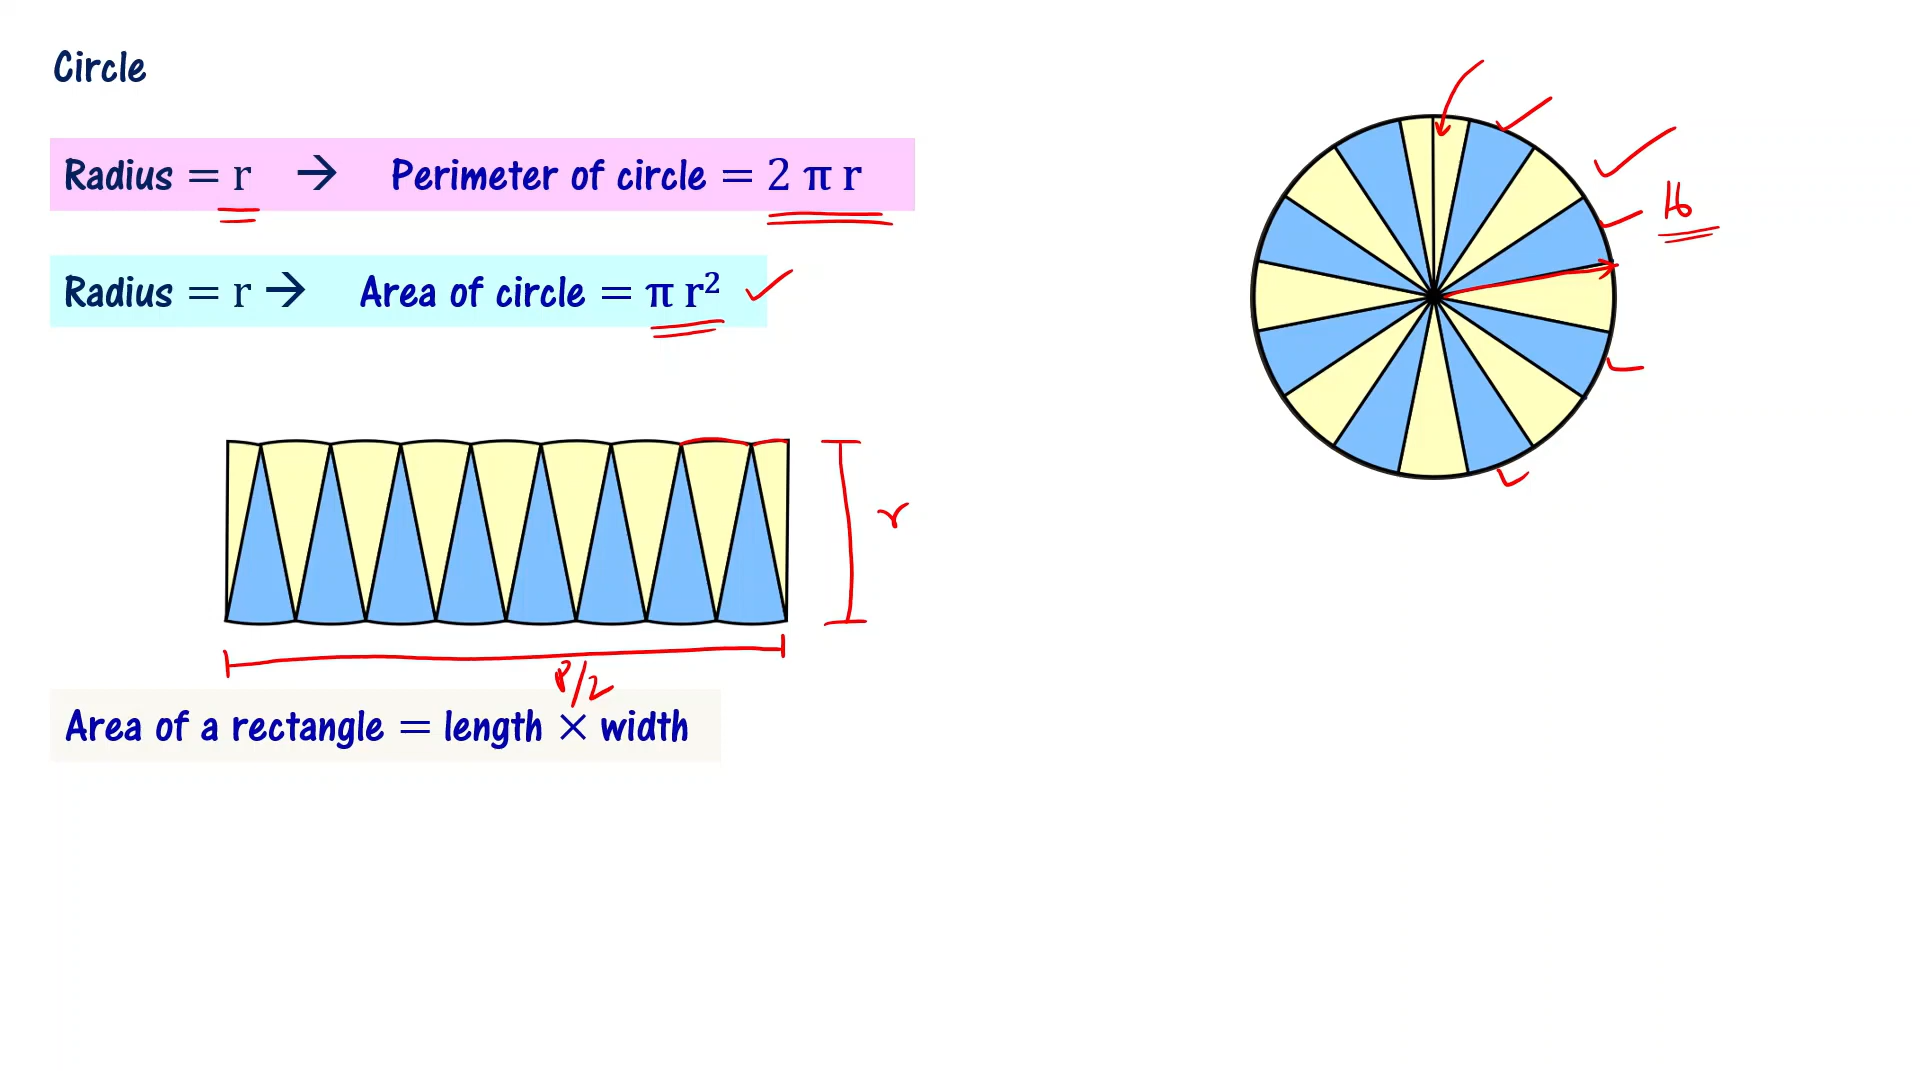 Circle
Radius = r → Perimeter of circle = 2 π r
16
Radius = r → Area of circle = π r²
r
P/2
Area of a rectangle = length × width